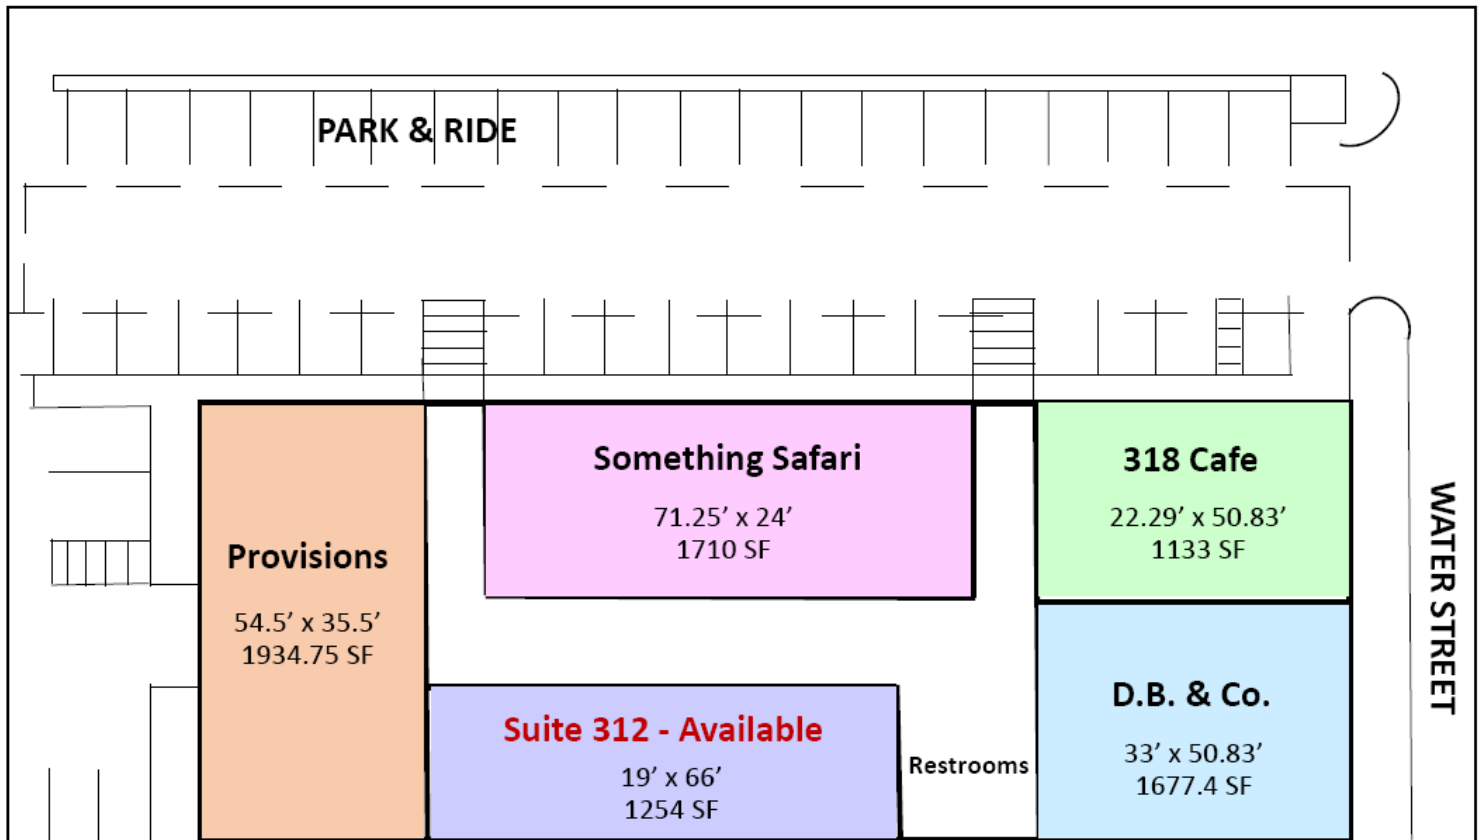 PARK & RIDE
Something Safari
71.25’ x 24’
1710 SF
318 Cafe
22.29’ x 50.83’
1133 SF
WATER STREET
Provisions
54.5’ x 35.5’
1934.75 SF
Suite 312 - Available
19’ x 66’
1254 SF
Restrooms
D.B. & Co.
33’ x 50.83’
1677.4 SF